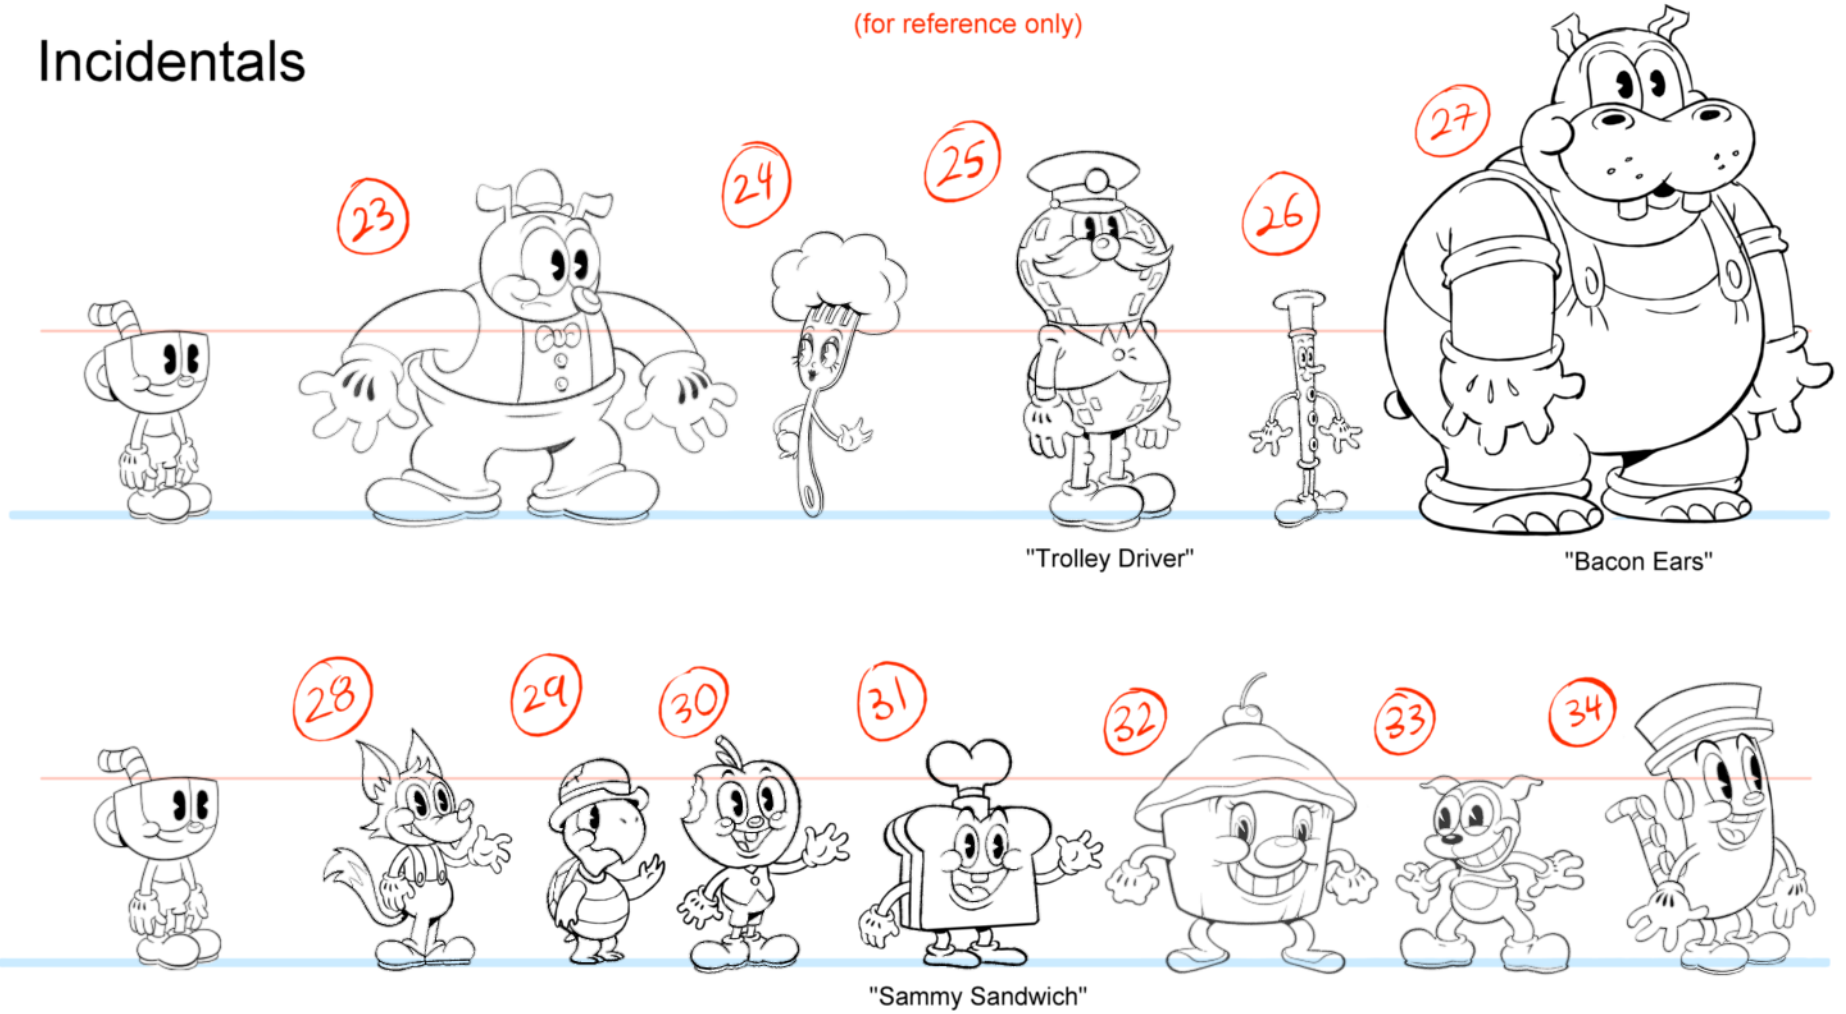 (for reference only)
Incidentals
23
24
25
26
27
"Trolley Driver"
"Bacon Ears"
28
29
30
31
32
33
34
"Sammy Sandwich"